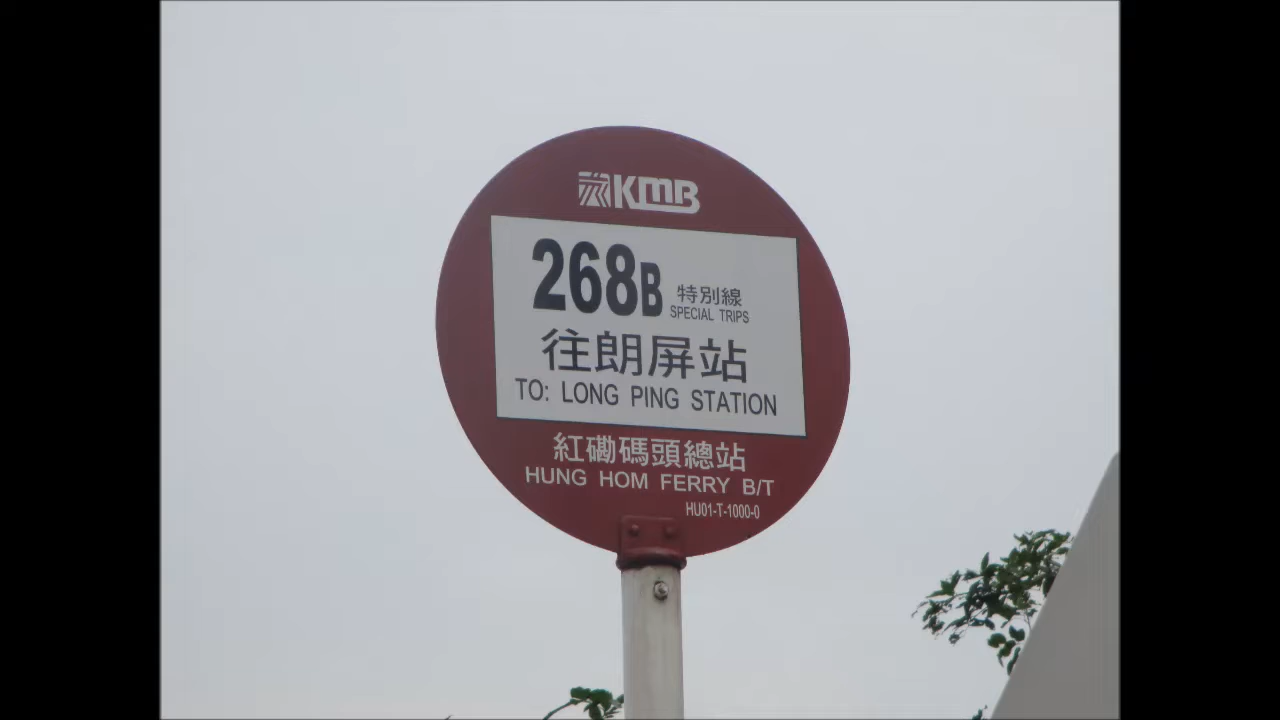 KMB
268B 特別線
SPECIAL TRIPS
往朗屏站
TO: LONG PING STATION
紅磡碼頭總站
HUNG HOM FERRY B/T
HU01-T-1000-0